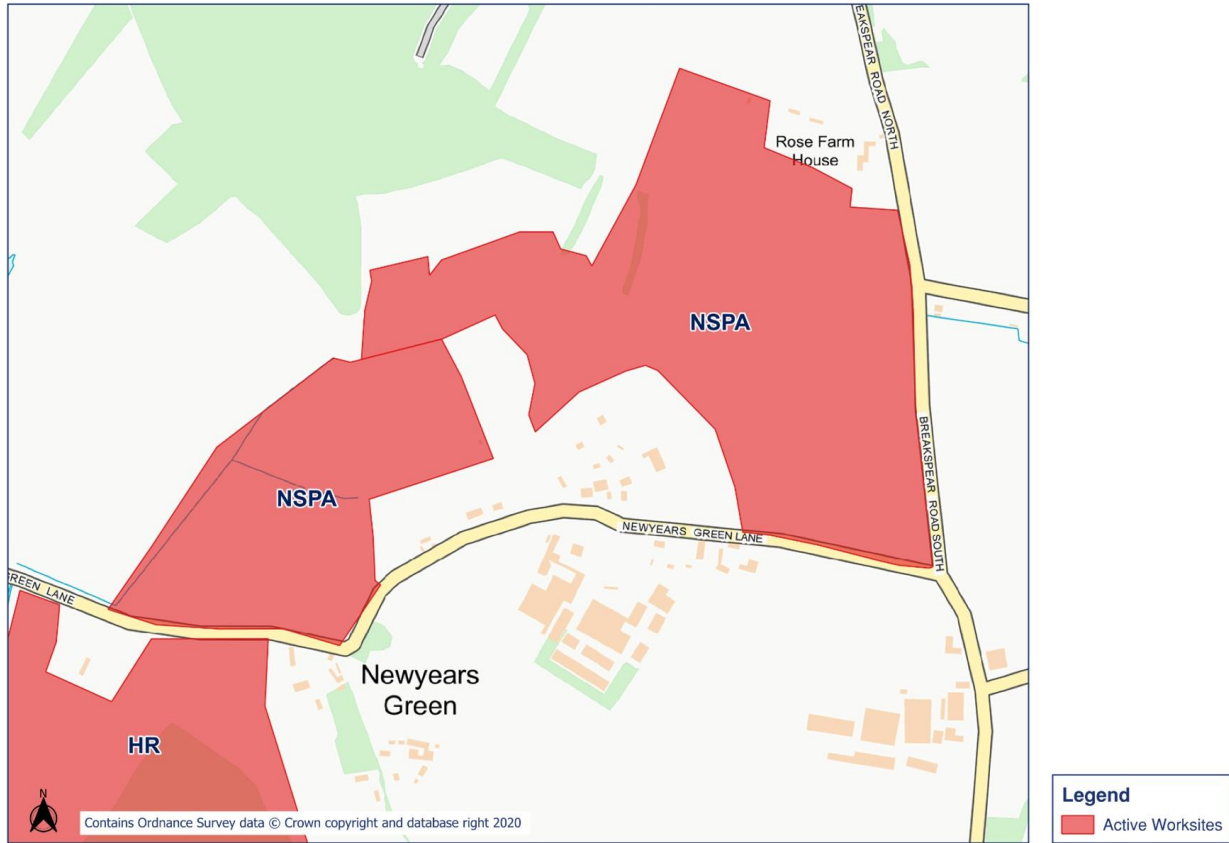 EAKSPEAR ROAD NORTH
Rose Farm
House
NSPA
BREAKSPEAR ROAD SOUTH
NSPA
NEWYEARS GREEN LANE
GREEN LANE
Newyears
Green
HR
N
Contains Ordnance Survey data © Crown copyright and database right 2020
Legend
Active Worksites